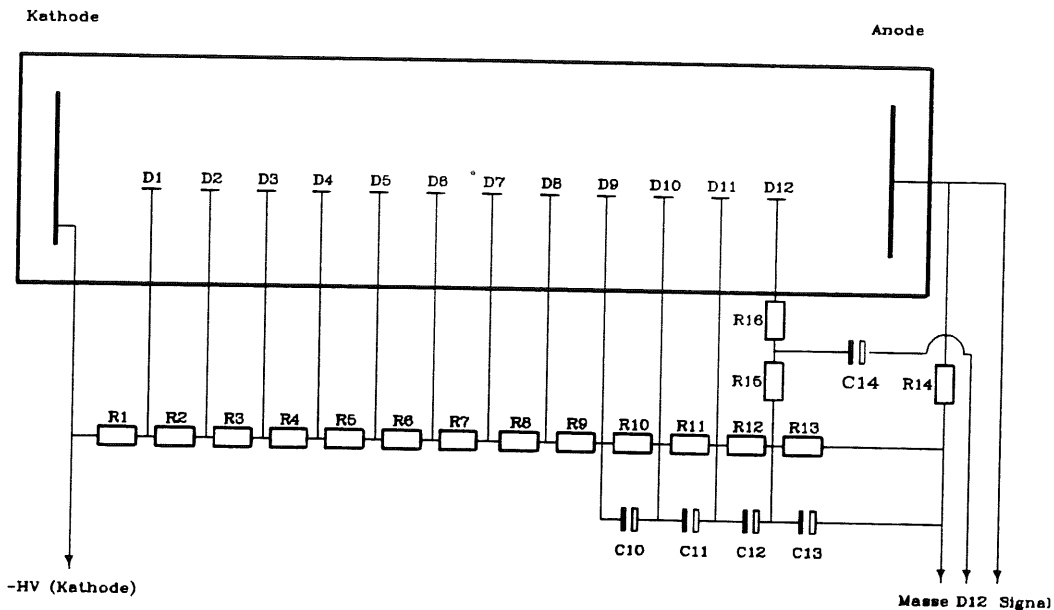 Kathode
Anode
D1 D2 D3 D4 D5 D6 D7 D8 D9 D10 D11 D12
R16
R15
C14
R14
R1 R2 R3 R4 R5 R6 R7 R8 R9 R10 R11 R12 R13
C10 C11 C12 C13
-HV (Kathode)
Masse D12 Signal